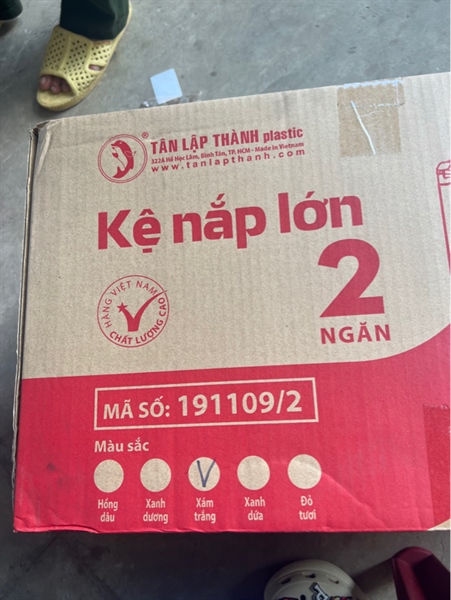 TÂN LẬP THÀNH plastic
322A Hồ Học Lãm, Bình Tân, TP. HCM - Made in Vietnam
www.tanlapthanh.com
Kệ nắp lớn
2
NGĂN
HÀNG VIỆT NAM
CHẤT LƯỢNG CAO
MÃ SỐ: 191109/2
Màu sắc
Hồng dâu
Xanh dương
Xám trắng
Xanh dừa
Đỏ tươi